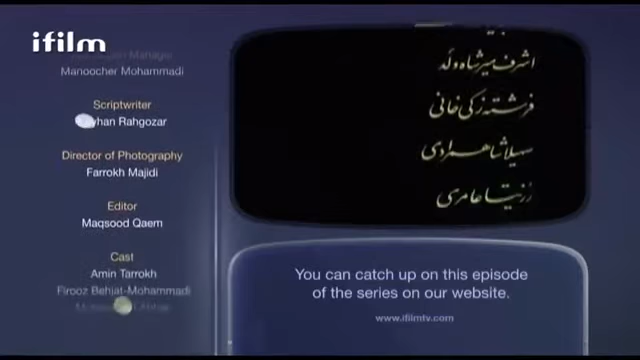 ifilm
Manoocher Mohammadi
Scriptwriter
Rahgozar
Director of Photography
Farrokh Majidi
Editor
Maqsood Qaem
Cast
Amin Tarrokh
Firooz Behjat-Mohammadi
اشرف میرشاه ولد
فرشته زکی خانی
سهیلا شاهمرادی
رزیتا عامری
You can catch up on this episode
of the series on our website.
www.ifilmtv.com